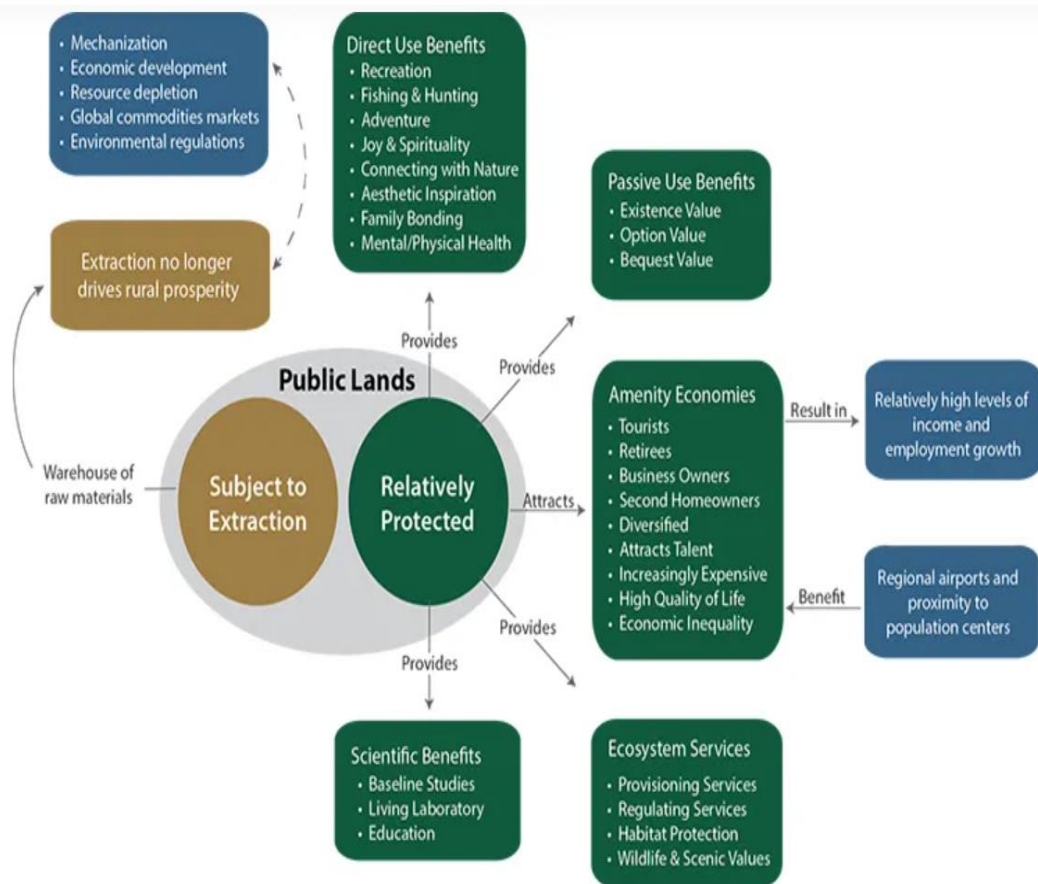 • Mechanization
• Economic development
• Resource depletion
• Global commodities markets
• Environmental regulations
Direct Use Benefits
• Recreation
• Fishing & Hunting
• Adventure
• Joy & Spirituality
• Connecting with Nature
• Aesthetic Inspiration
• Family Bonding
• Mental/Physical Health
Passive Use Benefits
• Existence Value
• Option Value
• Bequest Value
Extraction no longer
drives rural prosperity
Provides
Provides
Public Lands
Subject to
Extraction
Relatively
Protected
Warehouse of
raw materials
Attracts
Amenity Economies
• Tourists
• Retirees
• Business Owners
• Second Homeowners
• Diversified
• Attracts Talent
• Increasingly Expensive
• High Quality of Life
• Economic Inequality
Result in
Relatively high levels of
income and
employment growth
Benefit
Regional airports and
proximity to
population centers
Provides
Provides
Scientific Benefits
• Baseline Studies
• Living Laboratory
• Education
Ecosystem Services
• Provisioning Services
• Regulating Services
• Habitat Protection
• Wildlife & Scenic Values